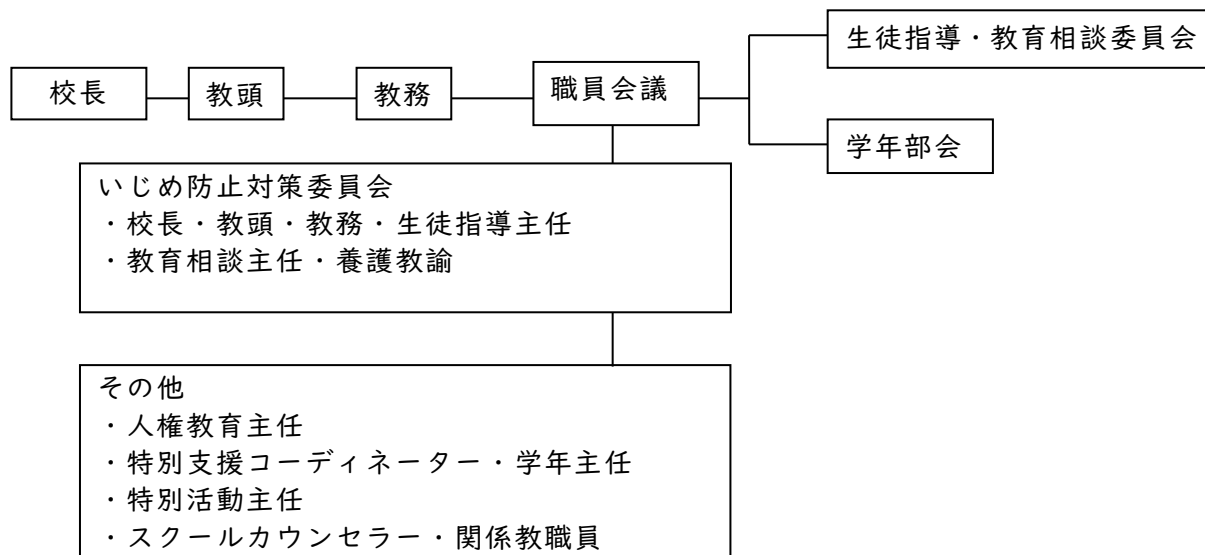 生徒指導・教育相談委員会
校長
教頭
教務
職員会議
学年部会
いじめ防止対策委員会
・校長・教頭・教務・生徒指導主任
・教育相談主任・養護教諭
その他
・人権教育主任
・特別支援コーディネーター・学年主任
・特別活動主任
・スクールカウンセラー・関係教職員